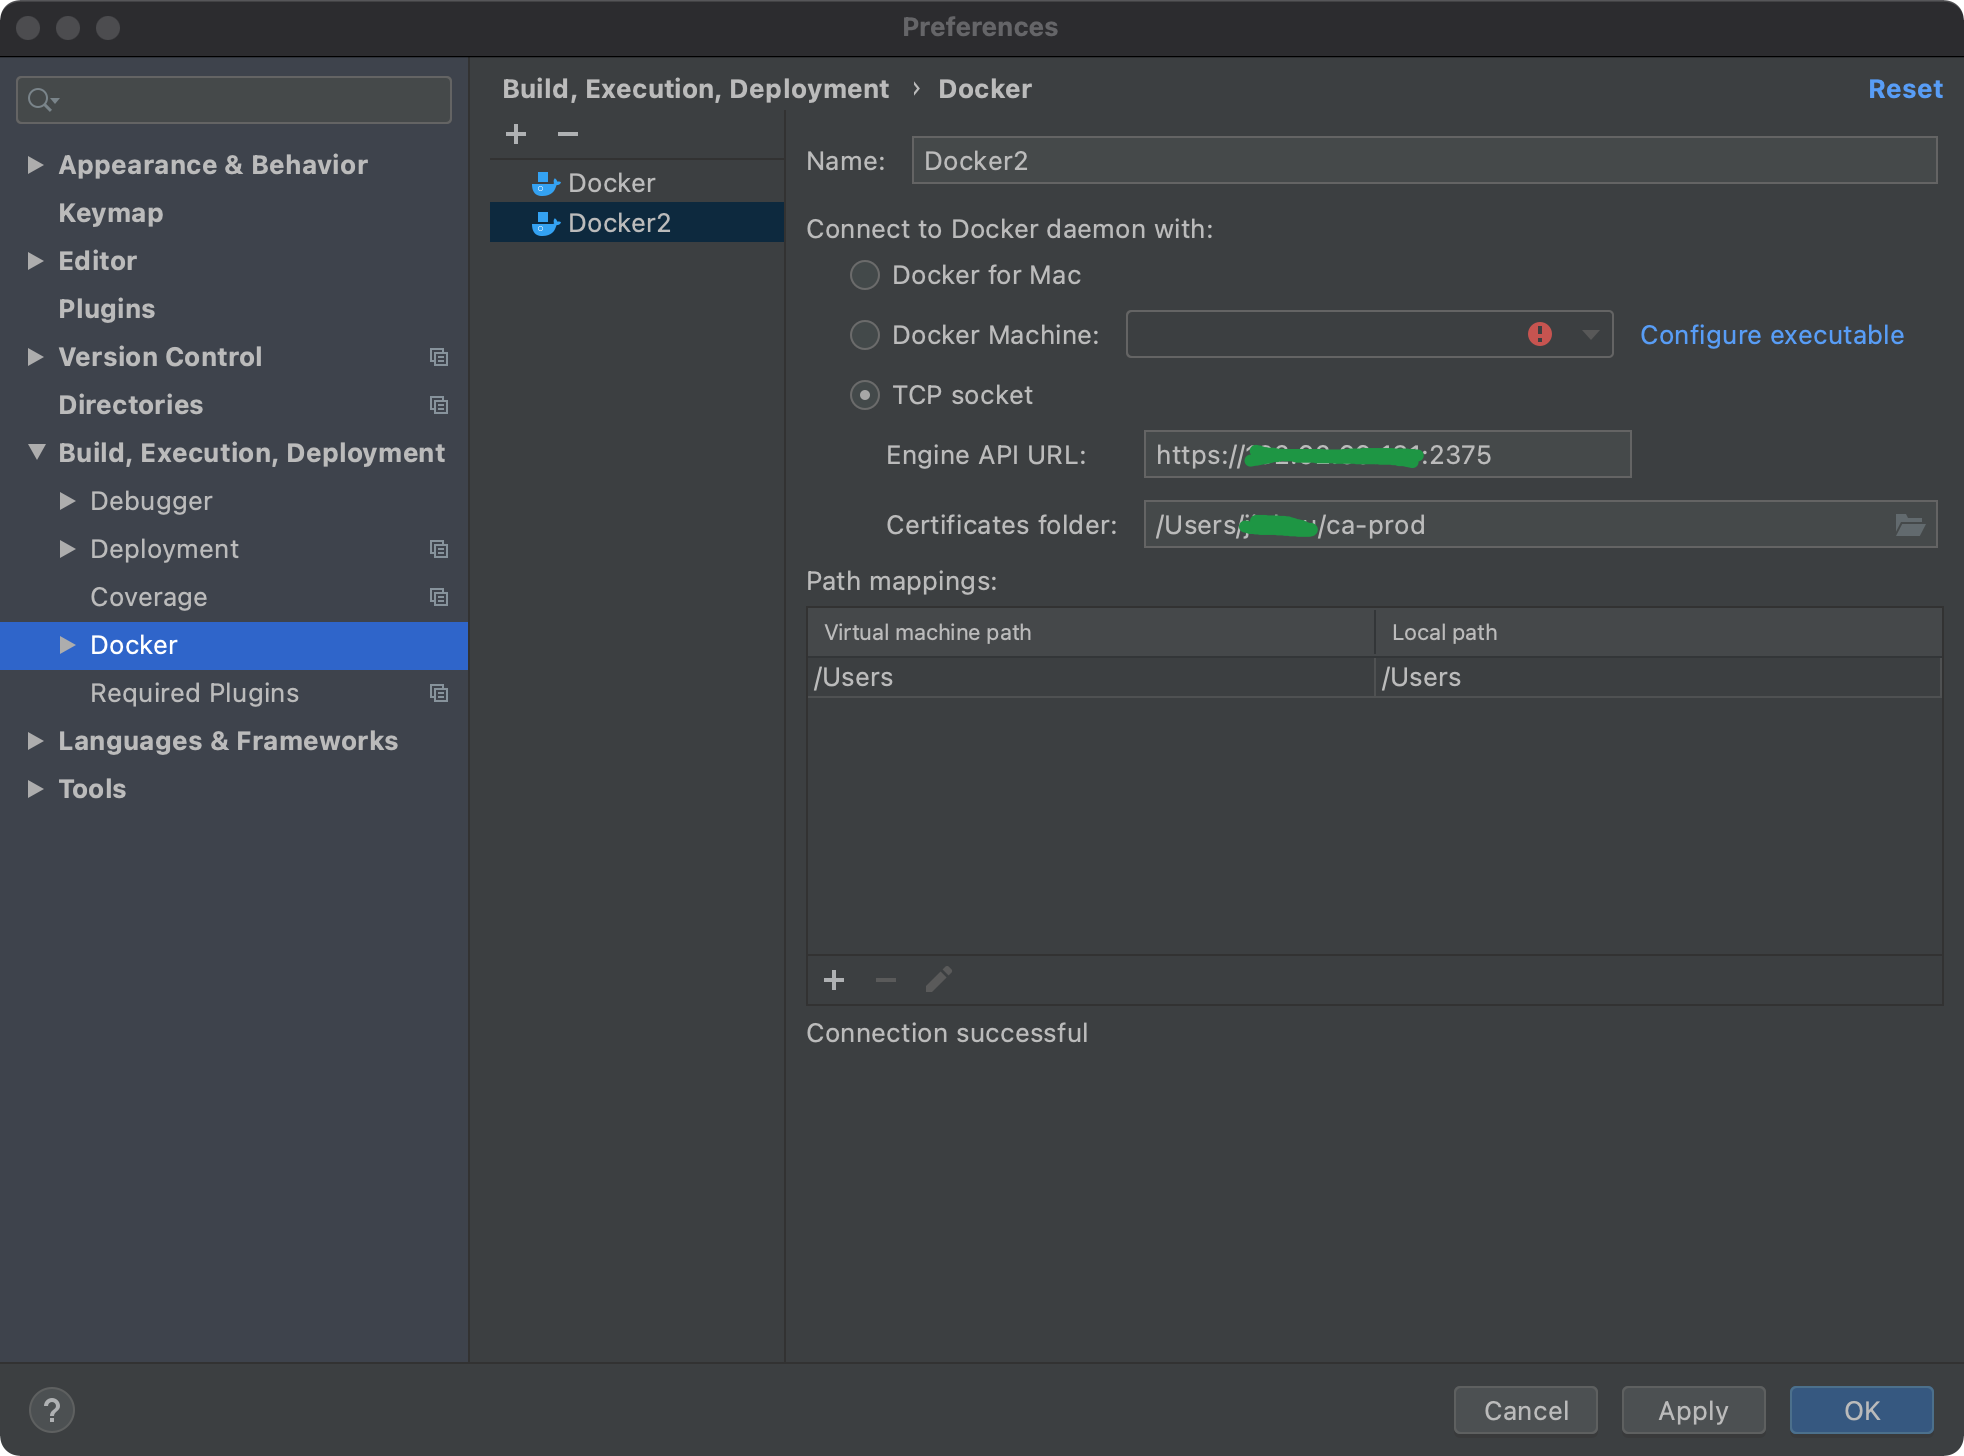 Preferences
Build, Execution, Deployment › Docker
Reset
Appearance & Behavior
Keymap
Editor
Plugins
Version Control
Directories
Build, Execution, Deployment
Debugger
Deployment
Coverage
Docker
Required Plugins
Languages & Frameworks
Tools
Docker
Docker2
Name: Docker2
Connect to Docker daemon with:
Docker for Mac
Docker Machine: Configure executable
TCP socket
Engine API URL: https:// :2375
Certificates folder: /Users/ /ca-prod
Path mappings:
Virtual machine path Local path
/Users /Users
Connection successful
? Cancel Apply OK